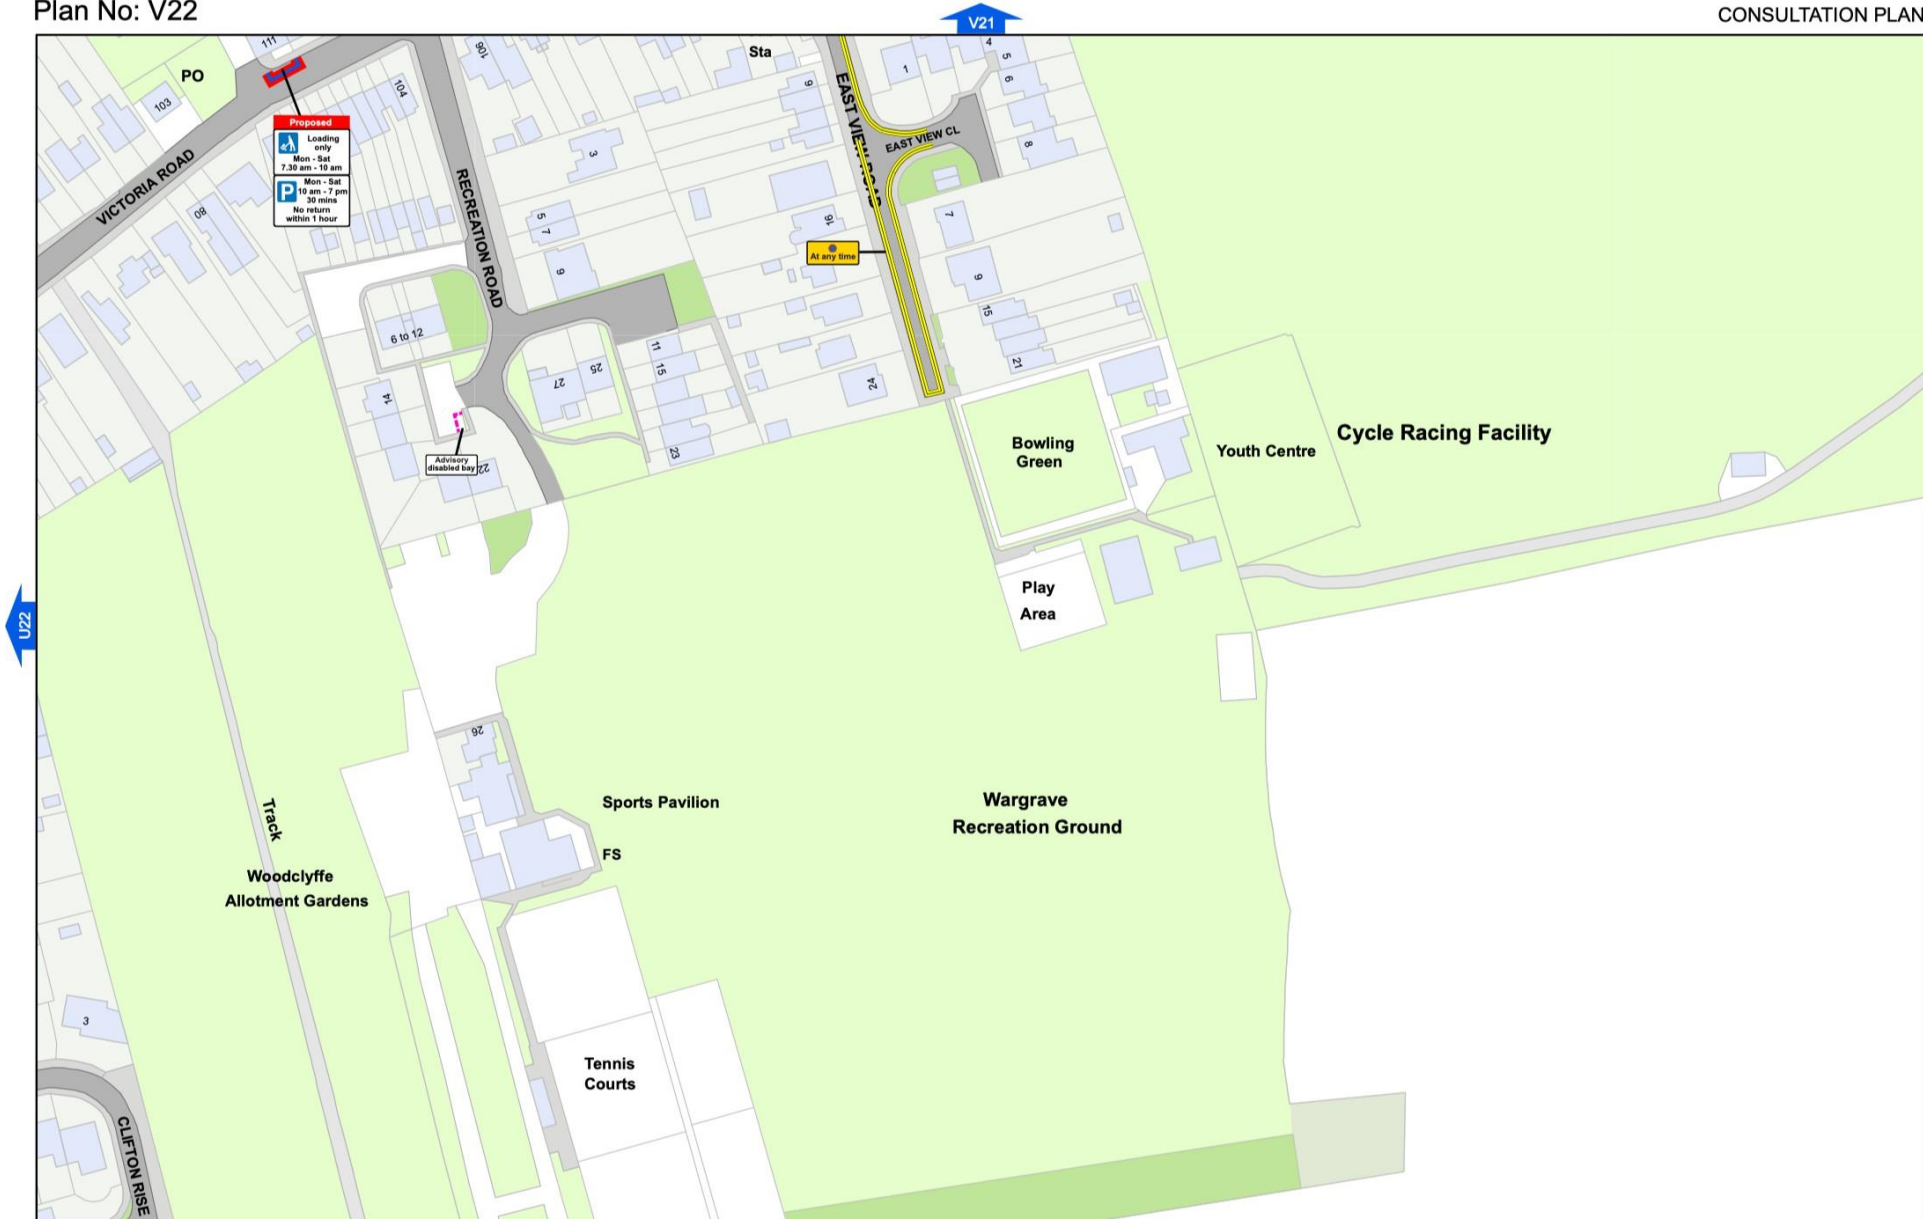 Plan No: V22
V21
CONSULTATION PLAN
111
PO
103
104
106
Sta
9
1
4
5
6
8
Proposed
Loading
only
Mon - Sat
7.30 am - 10 am
P
Mon - Sat
10 am - 7 pm
30 mins
No return
within 1 hour
VICTORIA ROAD
80
RECREATION ROAD
3
5
7
9
EAST VIEW ROAD
EAST VIEW CL
16
At any time
7
9
15
21
6 to 12
14
27
25
11
15
23
24
22
Advisory
disabled bay
Bowling
Green
Youth Centre
Cycle Racing Facility
Play
Area
U22
26
Sports Pavilion
FS
Wargrave
Recreation Ground
Track
Woodclyffe
Allotment Gardens
3
Tennis
Courts
CLIFTON RISE